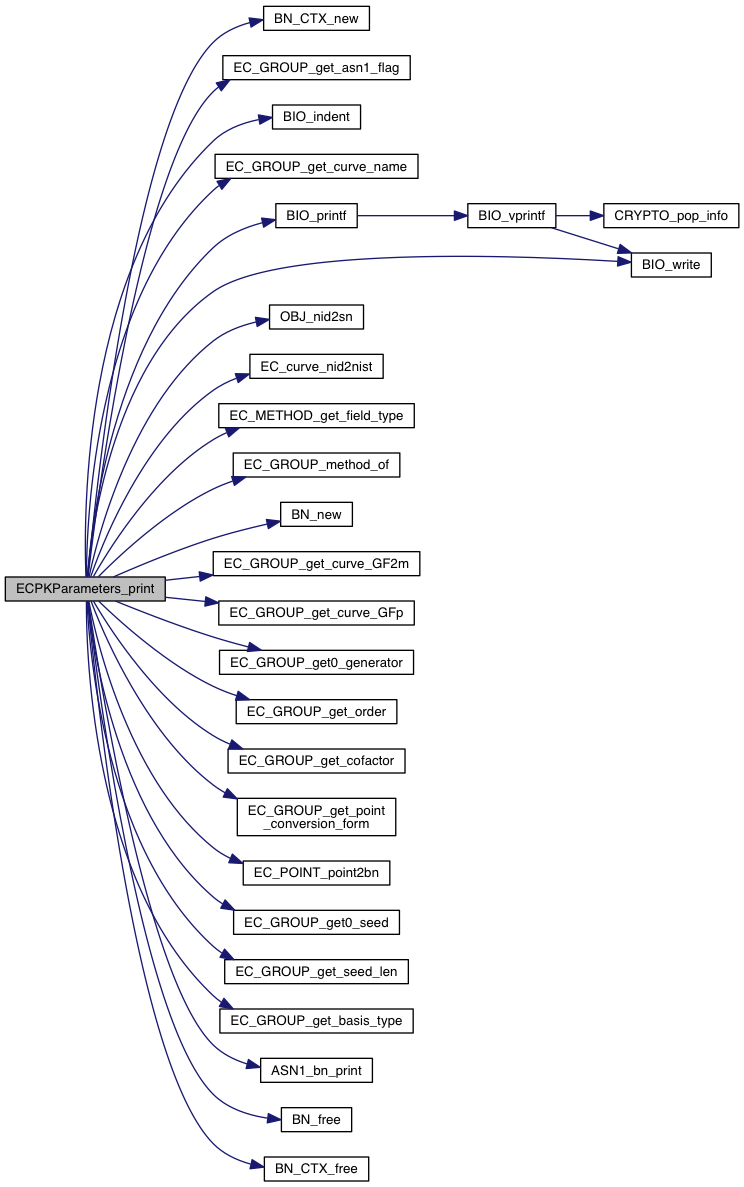 BN_CTX_new
EC_GROUP_get_asn1_flag
BIO_indent
EC_GROUP_get_curve_name
BIO_printf
BIO_vprintf
CRYPTO_pop_info
BIO_write
OBJ_nid2sn
EC_curve_nid2nist
EC_METHOD_get_field_type
EC_GROUP_method_of
BN_new
EC_GROUP_get_curve_GF2m
ECPKParameters_print
EC_GROUP_get_curve_GFp
EC_GROUP_get0_generator
EC_GROUP_get_order
EC_GROUP_get_cofactor
EC_GROUP_get_point
_conversion_form
EC_POINT_point2bn
EC_GROUP_get0_seed
EC_GROUP_get_seed_len
EC_GROUP_get_basis_type
ASN1_bn_print
BN_free
BN_CTX_free